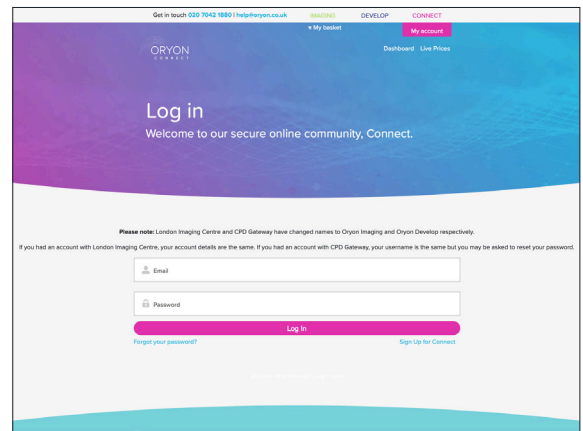 Get in touch 020 7042 1880 | help@oryon.co.uk IMAGING DEVELOP CONNECT
My basket My account
ORYON
CONNECT
Dashboard Live Prices
Log in
Welcome to our secure online community, Connect.
Please note: London Imaging Centre and CPD Gateway have changed names to Oryon Imaging and Oryon Develop respectively.
If you had an account with London Imaging Centre, your account details are the same. If you had an account with CPD Gateway, your username is the same but you may be asked to reset your password.
Email
Password
Log In
Forgot your password? Sign Up for Connect